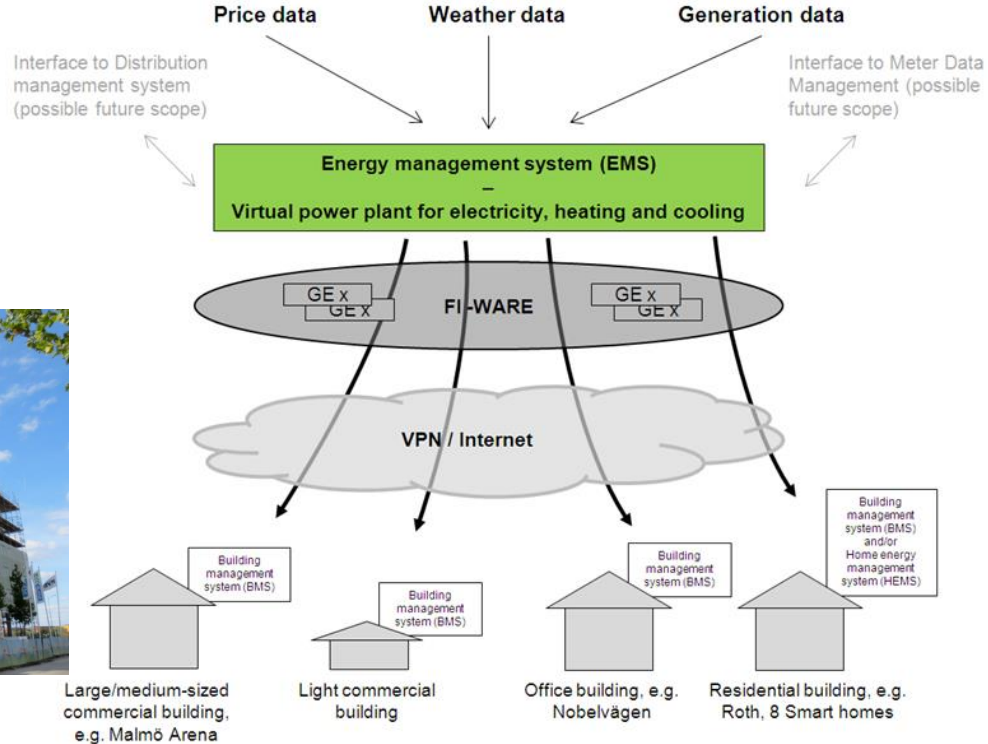 Price data
Weather data
Generation data
Interface to Distribution
management system
(possible future scope)
Interface to Meter Data
Management (possible
future scope)
Energy management system (EMS)
–
Virtual power plant for electricity, heating and cooling
GE x
GE x
FI-WARE
GE x
GE x
VPN / Internet
Building
management
system (BMS)
Building
management
system (BMS)
Building
management
system (BMS)
Building
management
system (BMS)
and/or
Home energy
management
system (HEMS)
Large/medium-sized
commercial building,
e.g. Malmö Arena
Light commercial
building
Office building, e.g.
Nobelvägen
Residential building, e.g.
Roth, 8 Smart homes